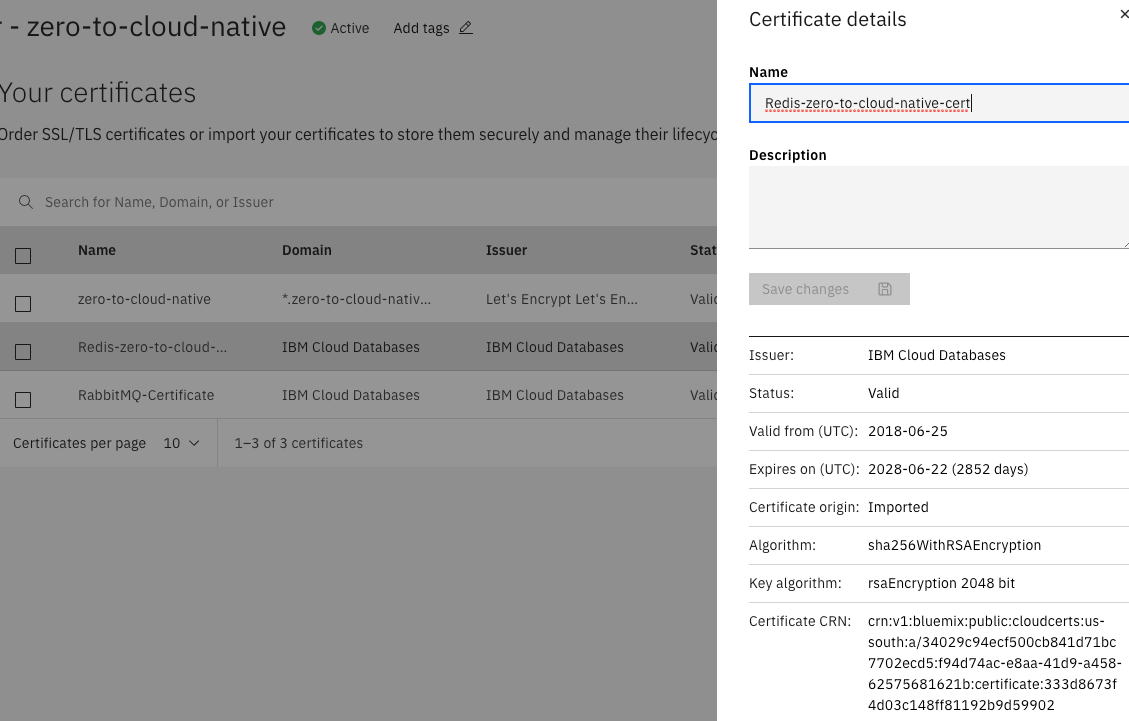 - zero-to-cloud-native
Active
Add tags
Your certificates
Order SSL/TLS certificates or import your certificates to store them securely and manage their lifecyc
Search for Name, Domain, or Issuer
Name Domain Issuer Stat
zero-to-cloud-native *.zero-to-cloud-nativ... Let's Encrypt Let's En... Valid
Redis-zero-to-cloud-... IBM Cloud Databases IBM Cloud Databases Valid
RabbitMQ-Certificate IBM Cloud Databases IBM Cloud Databases Valid
Certificates per page 10 1–3 of 3 certificates
Certificate details
Name
Redis-zero-to-cloud-native-cert
Description
Save changes
Issuer: IBM Cloud Databases
Status: Valid
Valid from (UTC): 2018-06-25
Expires on (UTC): 2028-06-22 (2852 days)
Certificate origin: Imported
Algorithm: sha256WithRSAEncryption
Key algorithm: rsaEncryption 2048 bit
Certificate CRN: crn:v1:bluemix:public:cloudcerts:us-
south:a/34029c94ecf500cb841d71bc
7702ecd5:f94d74ac-e8aa-41d9-a458-
62575681621b:certificate:333d8673f
4d03c148ff81192b9d59902